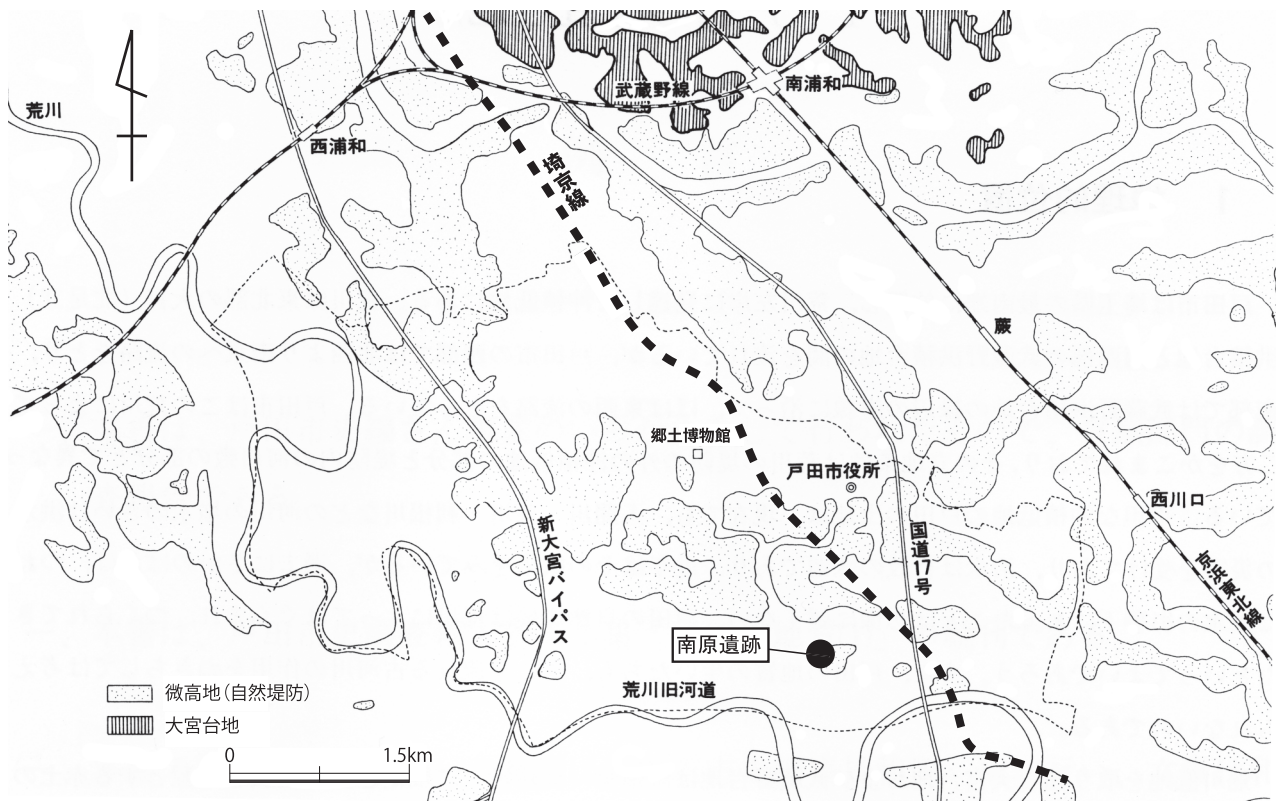 荒川
武蔵野線
南浦和
西浦和
埼京線
蕨
郷土博物館
戸田市役所
西川口
新大宮バイパス
国道17号
京浜東北線
南原遺跡
荒川旧河道
微高地(自然堤防)
大宮台地
0 1.5km